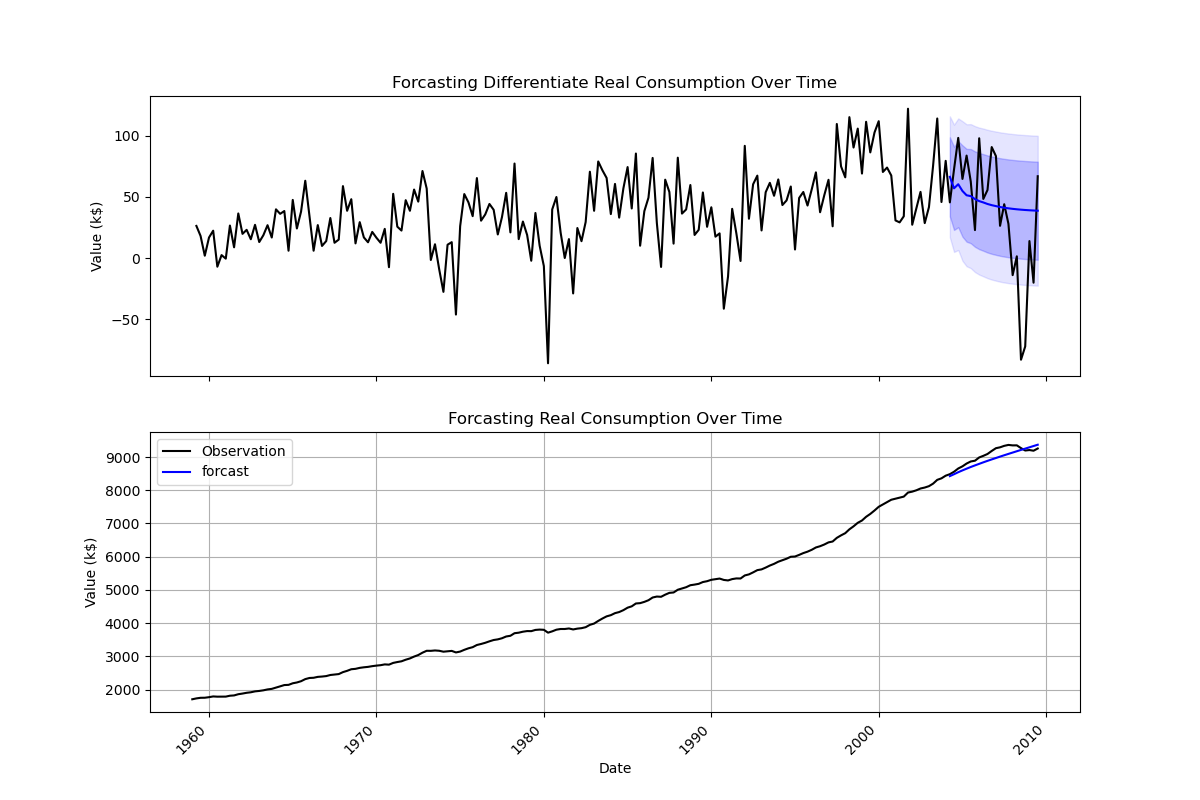 Forcasting Differentiate Real Consumption Over Time
Value (k$)
100
50
0
−50
Forcasting Real Consumption Over Time
Value (k$)
9000
8000
7000
6000
5000
4000
3000
2000
Observation
forcast
1960
1970
1980
1990
2000
2010
Date